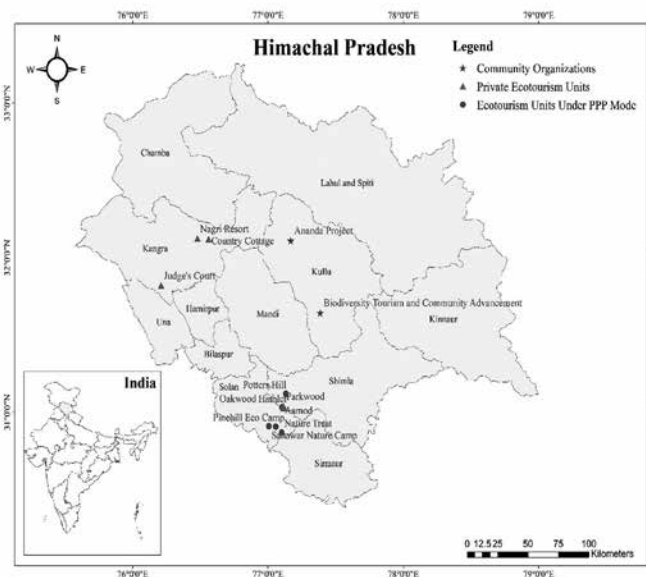 76°0'0"E 77°0'0"E 78°0'0"E 79°0'0"E
Himachal Pradesh
N
W E
S
Legend
Community Organizations
Private Ecotourism Units
Ecotourism Units Under PPP Mode
33°0'0"N
32°0'0"N
31°0'0"N
Chamba
Lahul and Spiti
Nagri Resort
Country Cottage
Ananda Project
Kangra
Kullu
Judge's Court
Hamirpur
Una
Mandi
Biodiversity Tourism and Community Advancement
Kinnaur
Bilaspur
Shimla
Solan
Potters Hill
Parkwood
Oakwood Hamlet
Aamod
Pinehill Eco Camp
Nature Treat
Sanawar Nature Camp
Sirmaur
India
0 12.5 25 50 75 100
Kilometers
76°0'0"E 77°0'0"E 78°0'0"E 79°0'0"E